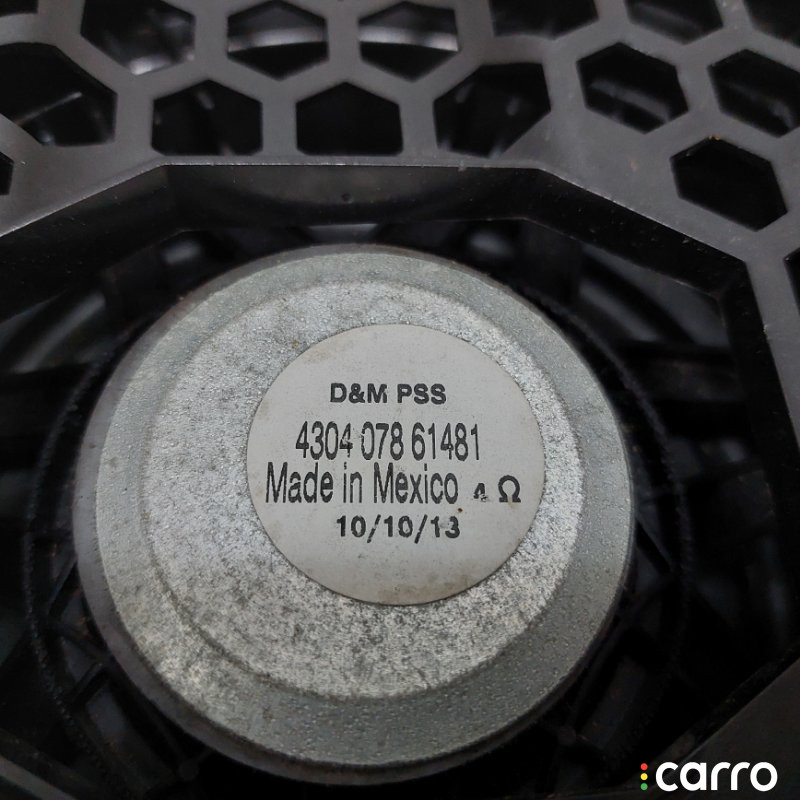 D&M PSS
4304 078 61481
Made in Mexico 4 Ω
10/10/13
carro